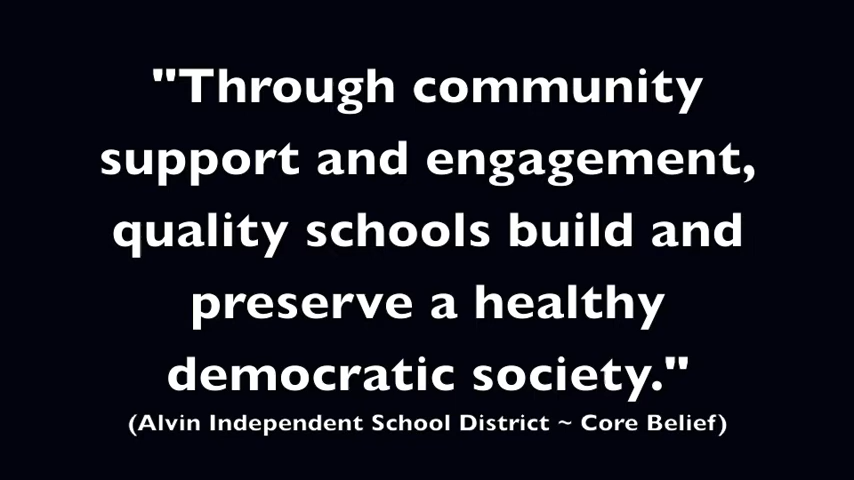 "Through community
support and engagement,
quality schools build and
preserve a healthy
democratic society."
(Alvin Independent School District ~ Core Belief)